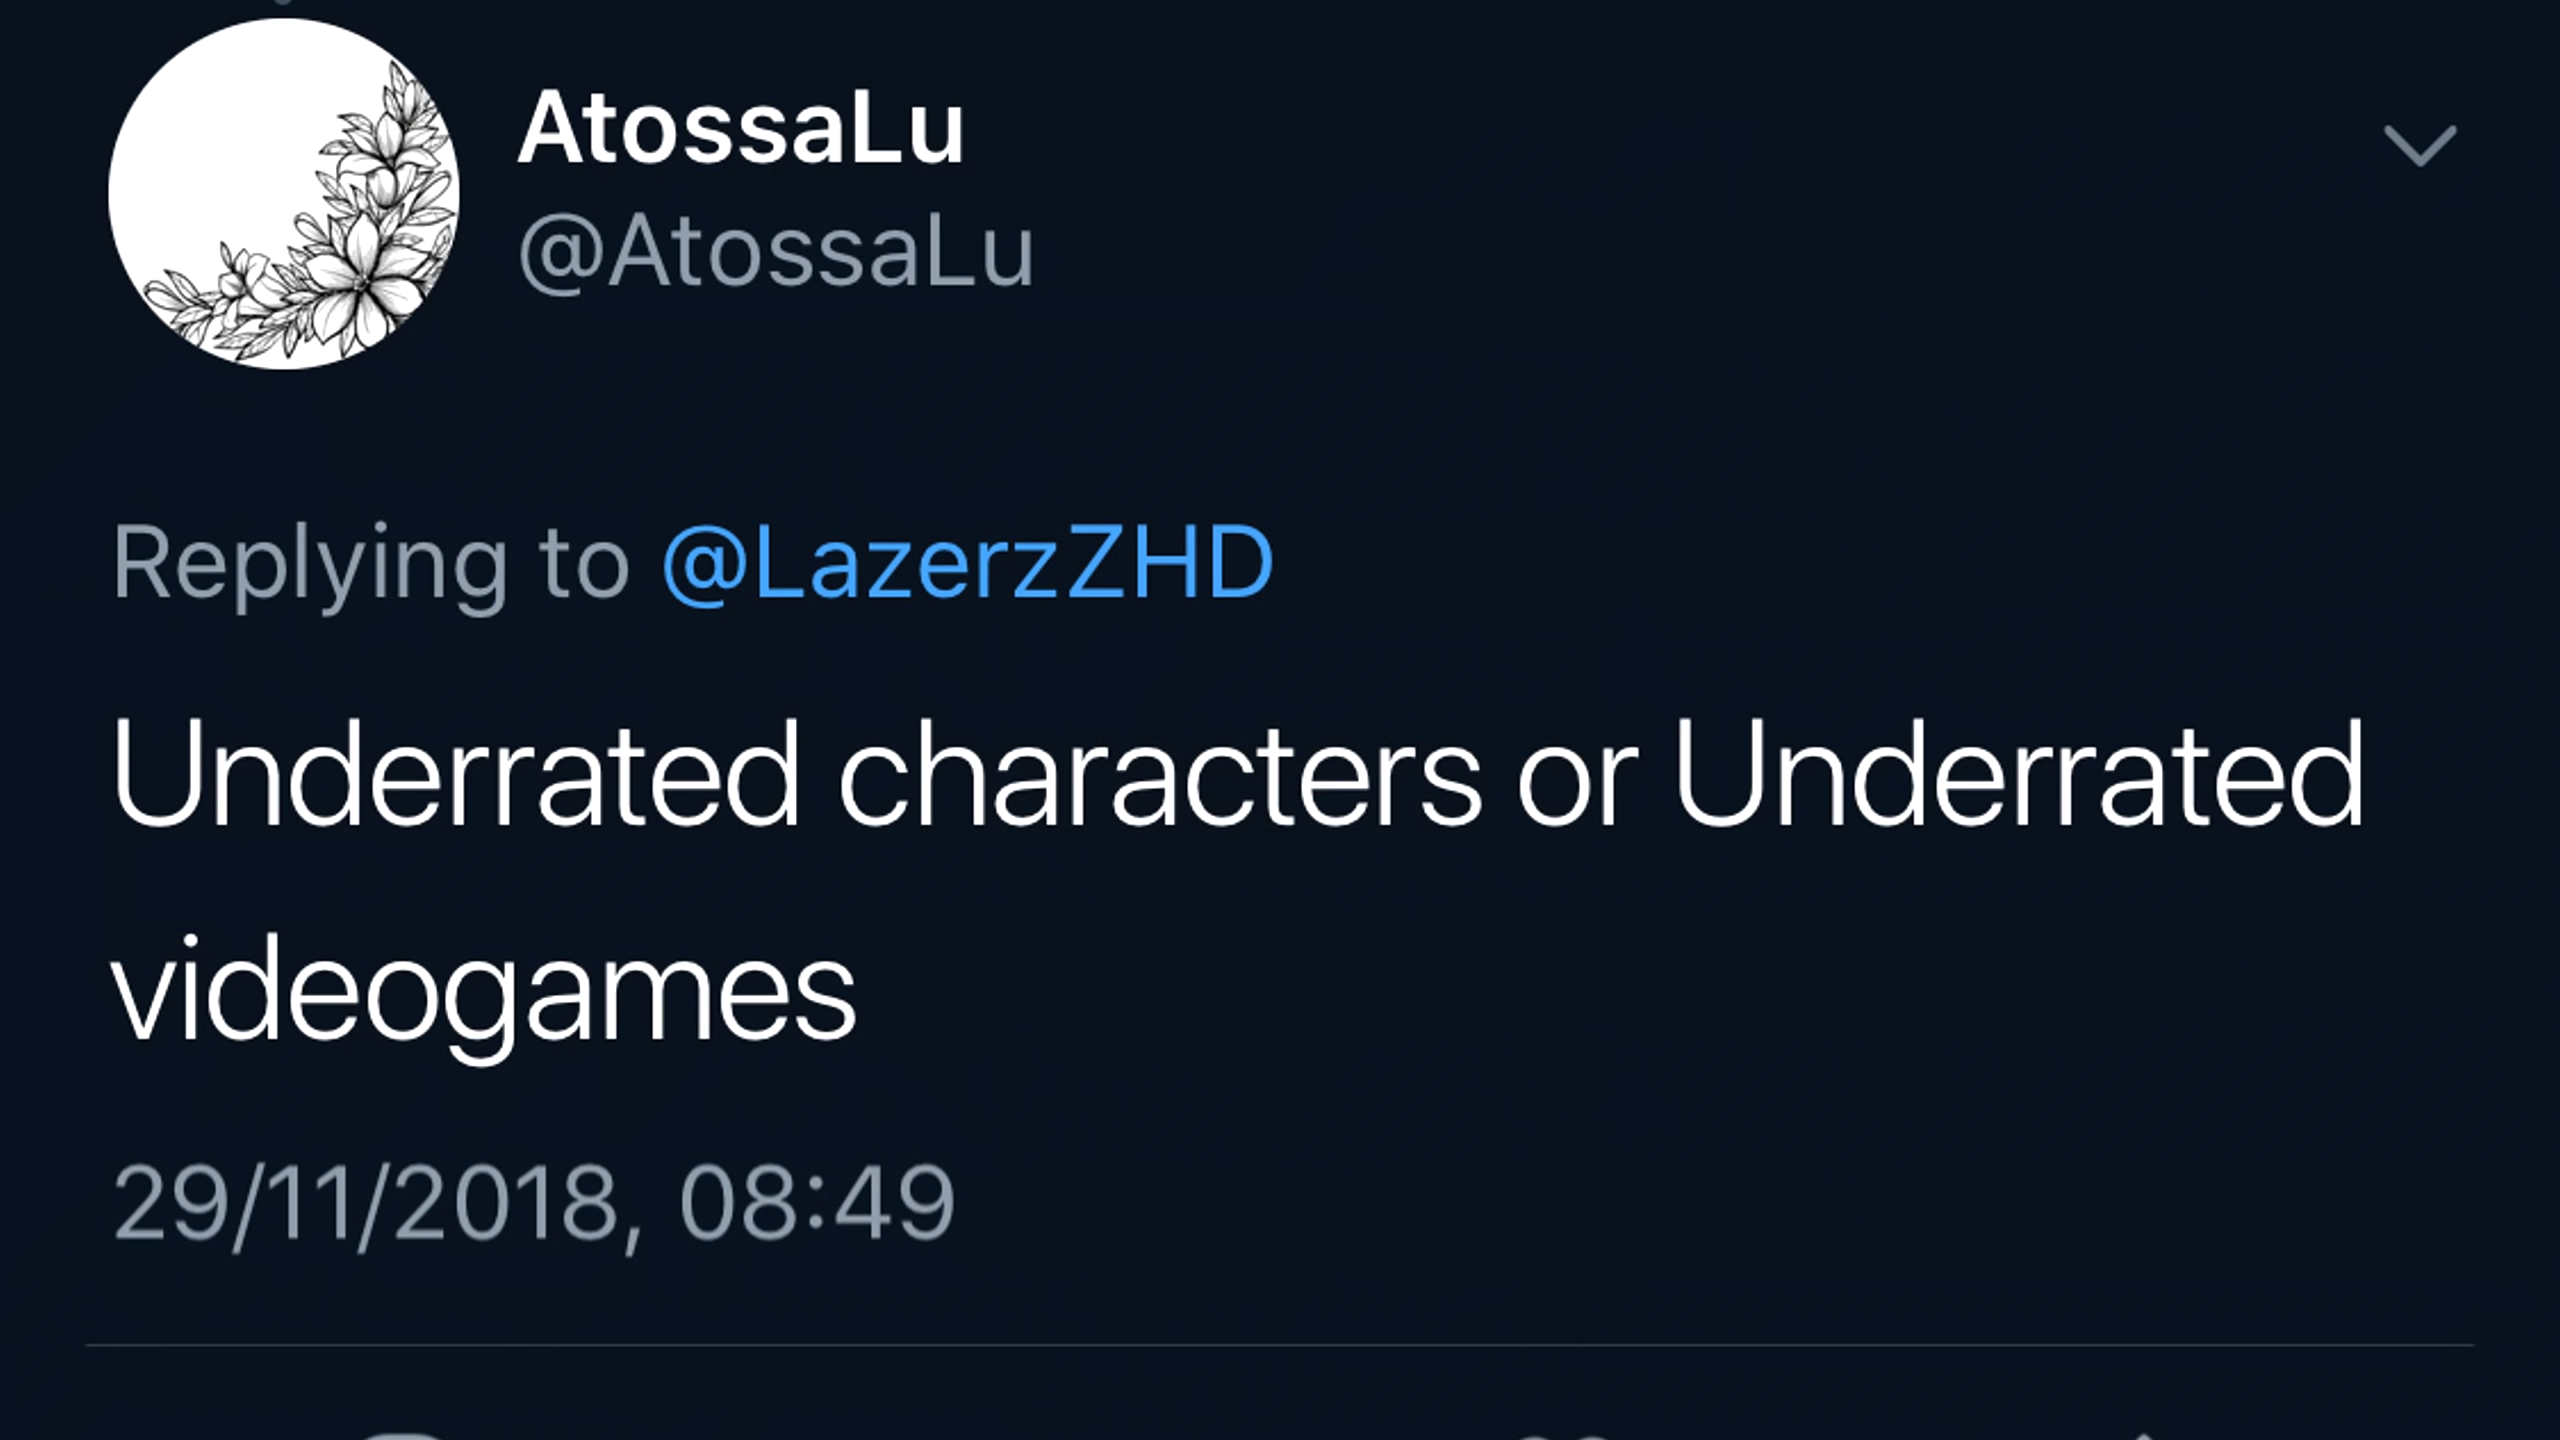 AtossaLu
@AtossaLu
Replying to @LazerzZHD
Underrated characters or Underrated
videogames
29/11/2018, 08:49